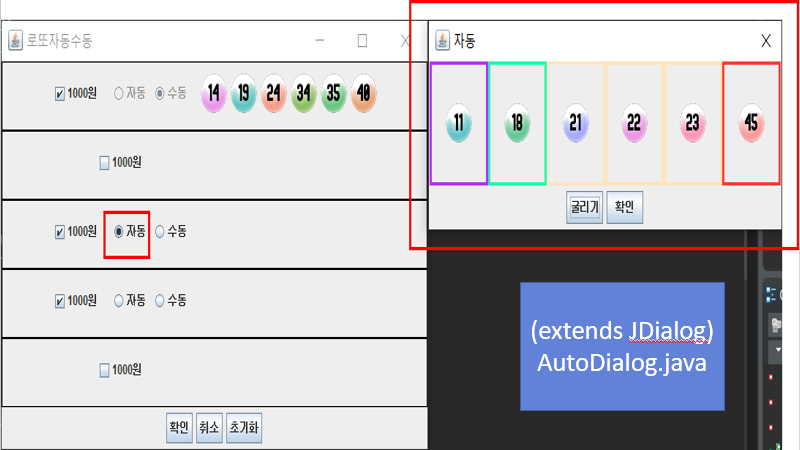 로또자동수동
✓ 1000원 자동 수동 14 19 24 34 35 40
1000원
✓ 1000원 자동 수동
✓ 1000원 자동 수동
1000원
확인 취소 초기화
자동
11 18 21 22 23 45
굴리기 확인
(extends JDialog)
AutoDialog.java